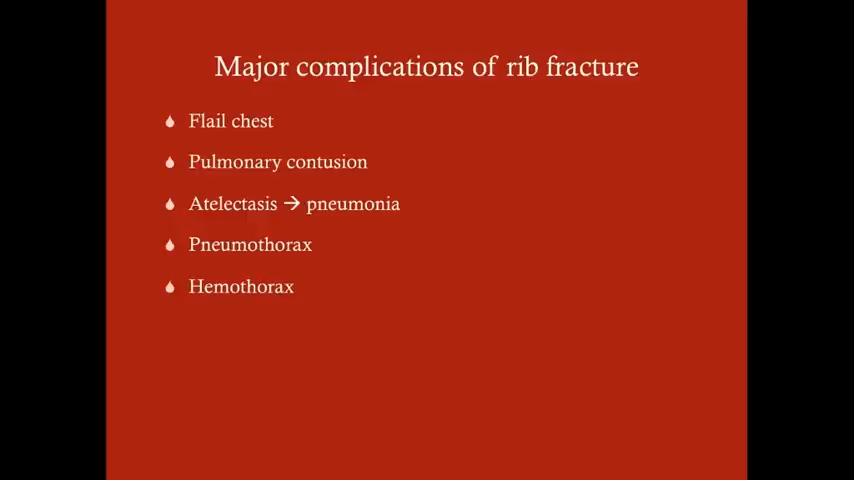 Major complications of rib fracture
Flail chest
Pulmonary contusion
Atelectasis → pneumonia
Pneumothorax
Hemothorax